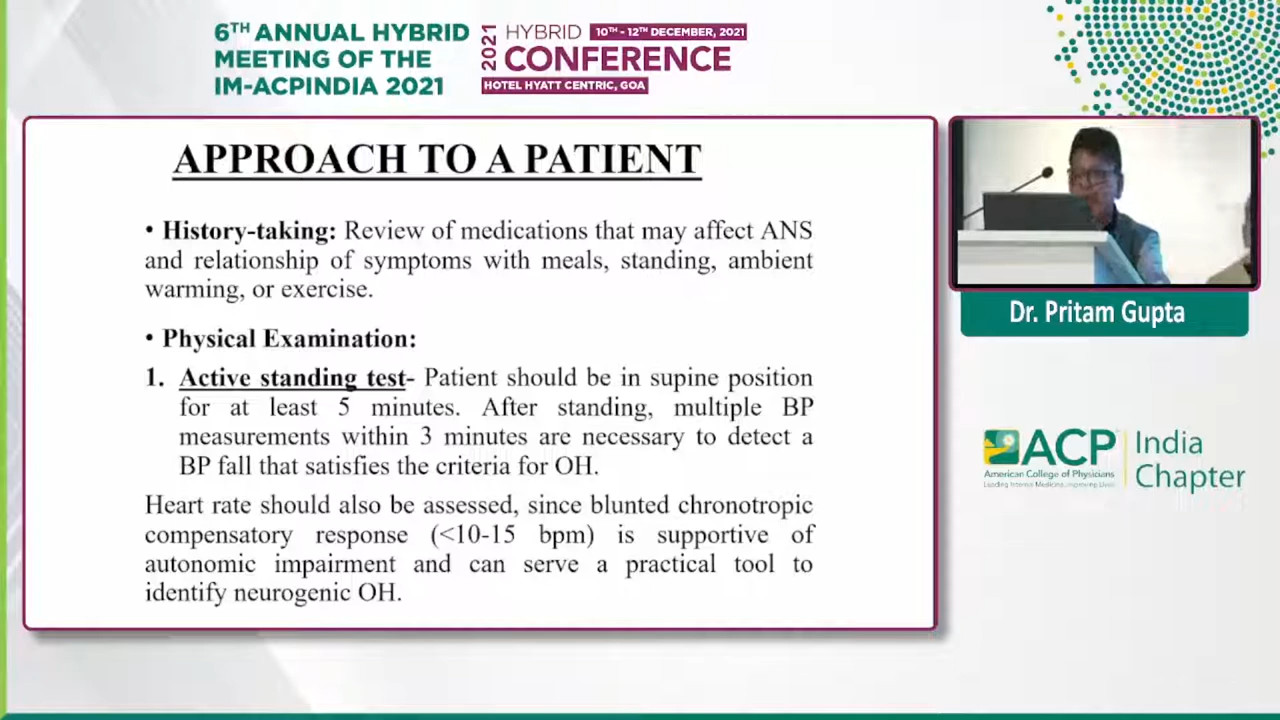 6TH ANNUAL HYBRID
MEETING OF THE
IM-ACPINDIA 2021
2021
HYBRID 10TH - 12TH DECEMBER, 2021
CONFERENCE
HOTEL HYATT CENTRIC, GOA
APPROACH TO A PATIENT
• History-taking: Review of medications that may affect ANS
and relationship of symptoms with meals, standing, ambient
warming, or exercise.
• Physical Examination:
1. Active standing test- Patient should be in supine position
for at least 5 minutes. After standing, multiple BP
measurements within 3 minutes are necessary to detect a
BP fall that satisfies the criteria for OH.
Heart rate should also be assessed, since blunted chronotropic
compensatory response (<10-15 bpm) is supportive of
autonomic impairment and can serve a practical tool to
identify neurogenic OH.
Dr. Pritam Gupta
ACP
American College of Physicians
Leading Internal Medicine, Improving Lives
India
Chapter